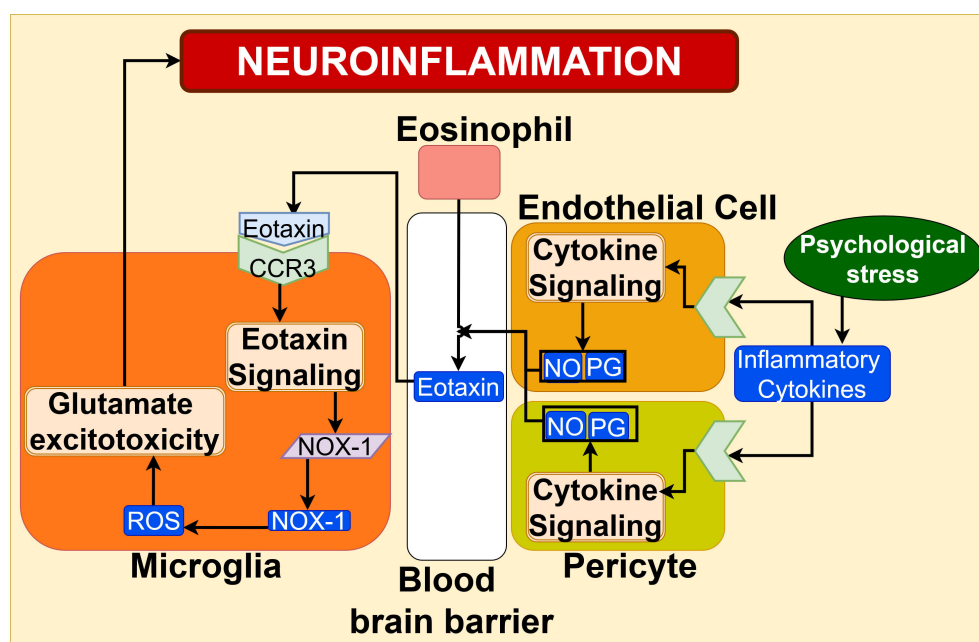 NEUROINFLAMMATION
Eosinophil
Endothelial Cell
Eotaxin
CCR3
Cytokine
Signaling
Psychological
stress
Eotaxin
Signaling
NO PG
Inflammatory
Cytokines
Eotaxin
Glutamate
excitotoxicity
NO PG
NOX-1
Cytokine
Signaling
ROS
NOX-1
Microglia
Pericyte
Blood
brain barrier